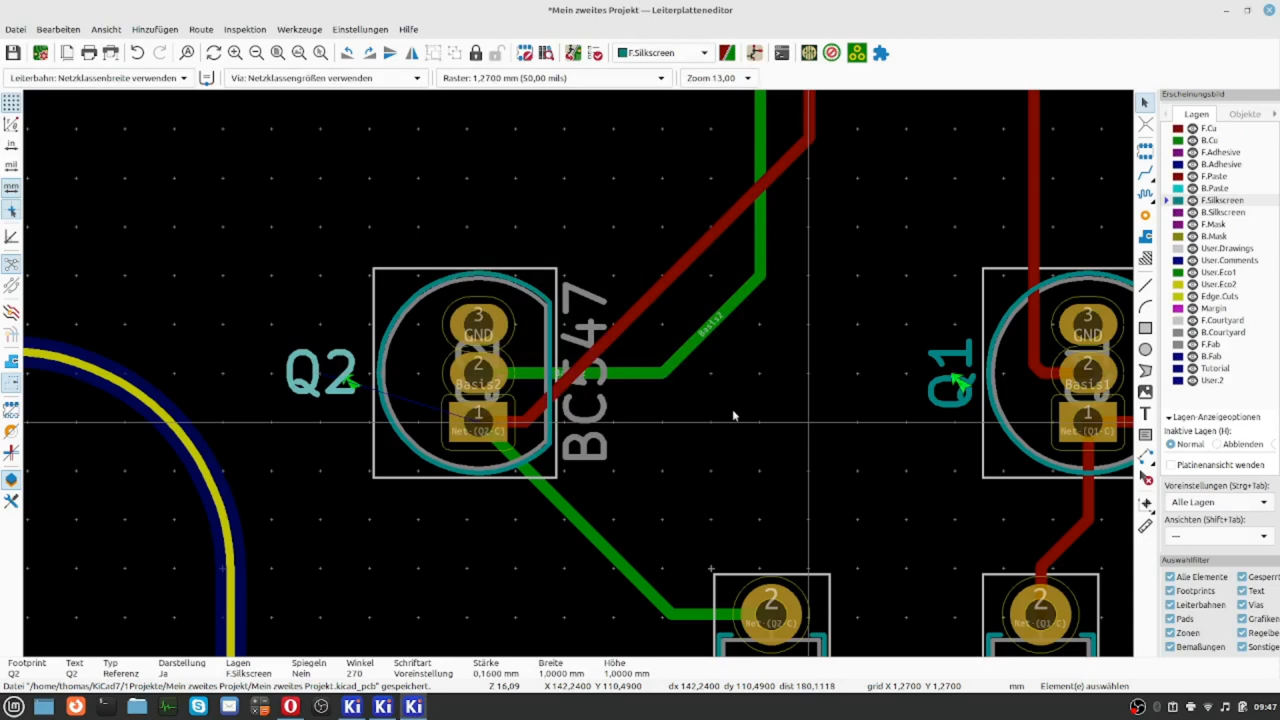 *Mein zweites Projekt — Leiterplatteneditor
Datei Bearbeiten Ansicht Hinzufügen Route Inspektion Werkzeuge Einstellungen Hilfe
F.Silkscreen
Leiterbahn: Netzklassenbreite verwenden Via: Netzklassengrößen verwenden Raster: 1,2700 mm (50,00 mils) Zoom 13,00
in
mil
mm
Erscheinungsbild
Lagen Objekte
F.Cu
B.Cu
F.Adhesive
B.Adhesive
F.Paste
B.Paste
F.Silkscreen
B.Silkscreen
F.Mask
B.Mask
User.Drawings
User.Comments
User.Eco1
User.Eco2
Edge.Cuts
Margin
F.Courtyard
B.Courtyard
F.Fab
B.Fab
Tutorial
User.2
Lagen-Anzeigeoptionen
Inaktive Lagen (H):
Normal Abblenden
Platinenansicht wenden
Voreinstellungen (Strg+Tab):
Alle Lagen
Ansichten (Shift+Tab):
---
Auswahlfilter
Alle Elemente Gesperrt
Footprints Text
Leiterbahnen Vias
Pads Grafiken
Zonen Regelbe
Bemaßungen Sonstige
Q2
3
GND
2
Basis2
1
Net-(Q2-C)
BC547
Basis2
Q1
3
GND
2
Basis1
1
Net-(Q1-C)
2
Net-(Q2-C)
2
Net-(Q1-C)
Footprint Text Typ Darstellung Lagen Spiegeln Winkel Schriftart Stärke Breite Höhe
Q2 Q2 Referenz Ja F.Silkscreen Nein 270 Voreinstellung 0,1600 mm 1,0000 mm 1,0000 mm
Datei "/home/thomas/KiCad7/1Projekte/Mein zweites Projekt/Mein zweites Projekt.kicad_pcb" gespeichert. Z 16,09 X 142,2400 Y 110,4900 dx 142,2400 dy 110,4900 dist 180,1118 grid X 1,2700 Y 1,2700 mm Element(e) auswählen
09:47